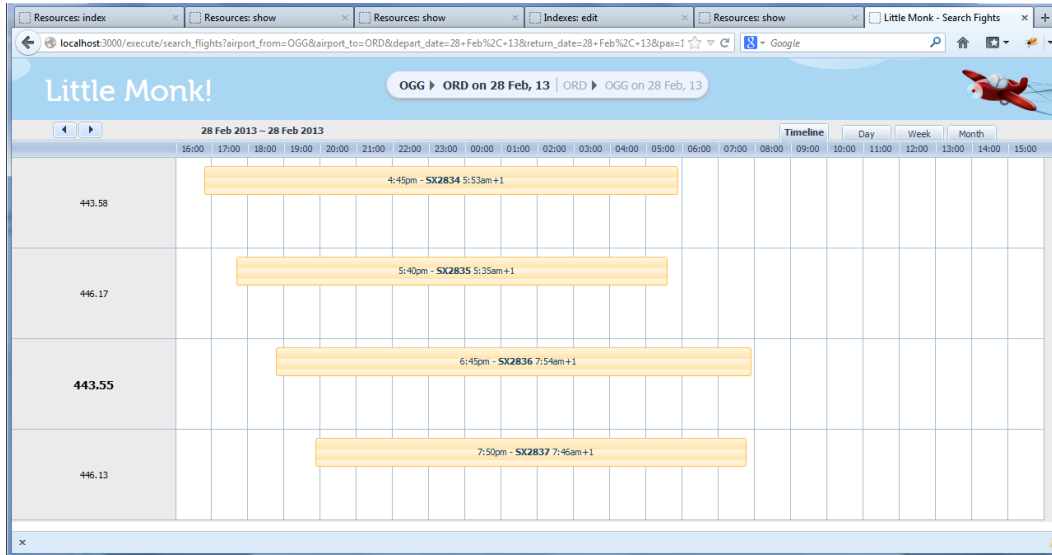 Resources: index × Resources: show × Resources: show × Indexes: edit × Resources: show × Little Monk - Search Fights × +
localhost:3000/execute/search_flights?airport_from=OGG&airport_to=ORD&depart_date=28+Feb%2C+13&return_date=28+Feb%2C+13&pax=1 Google
Little Monk!
OGG ORD on 28 Feb, 13 | ORD OGG on 28 Feb, 13
28 Feb 2013 – 28 Feb 2013 Timeline Day Week Month
16:00 17:00 18:00 19:00 20:00 21:00 22:00 23:00 00:00 01:00 02:00 03:00 04:00 05:00 06:00 07:00 08:00 09:00 10:00 11:00 12:00 13:00 14:00 15:00
4:45pm - SX2834 5:53am+1
443.58
5:40pm - SX2835 5:35am+1
446.17
6:45pm - SX2836 7:54am+1
443.55
7:50pm - SX2837 7:46am+1
446.13
×